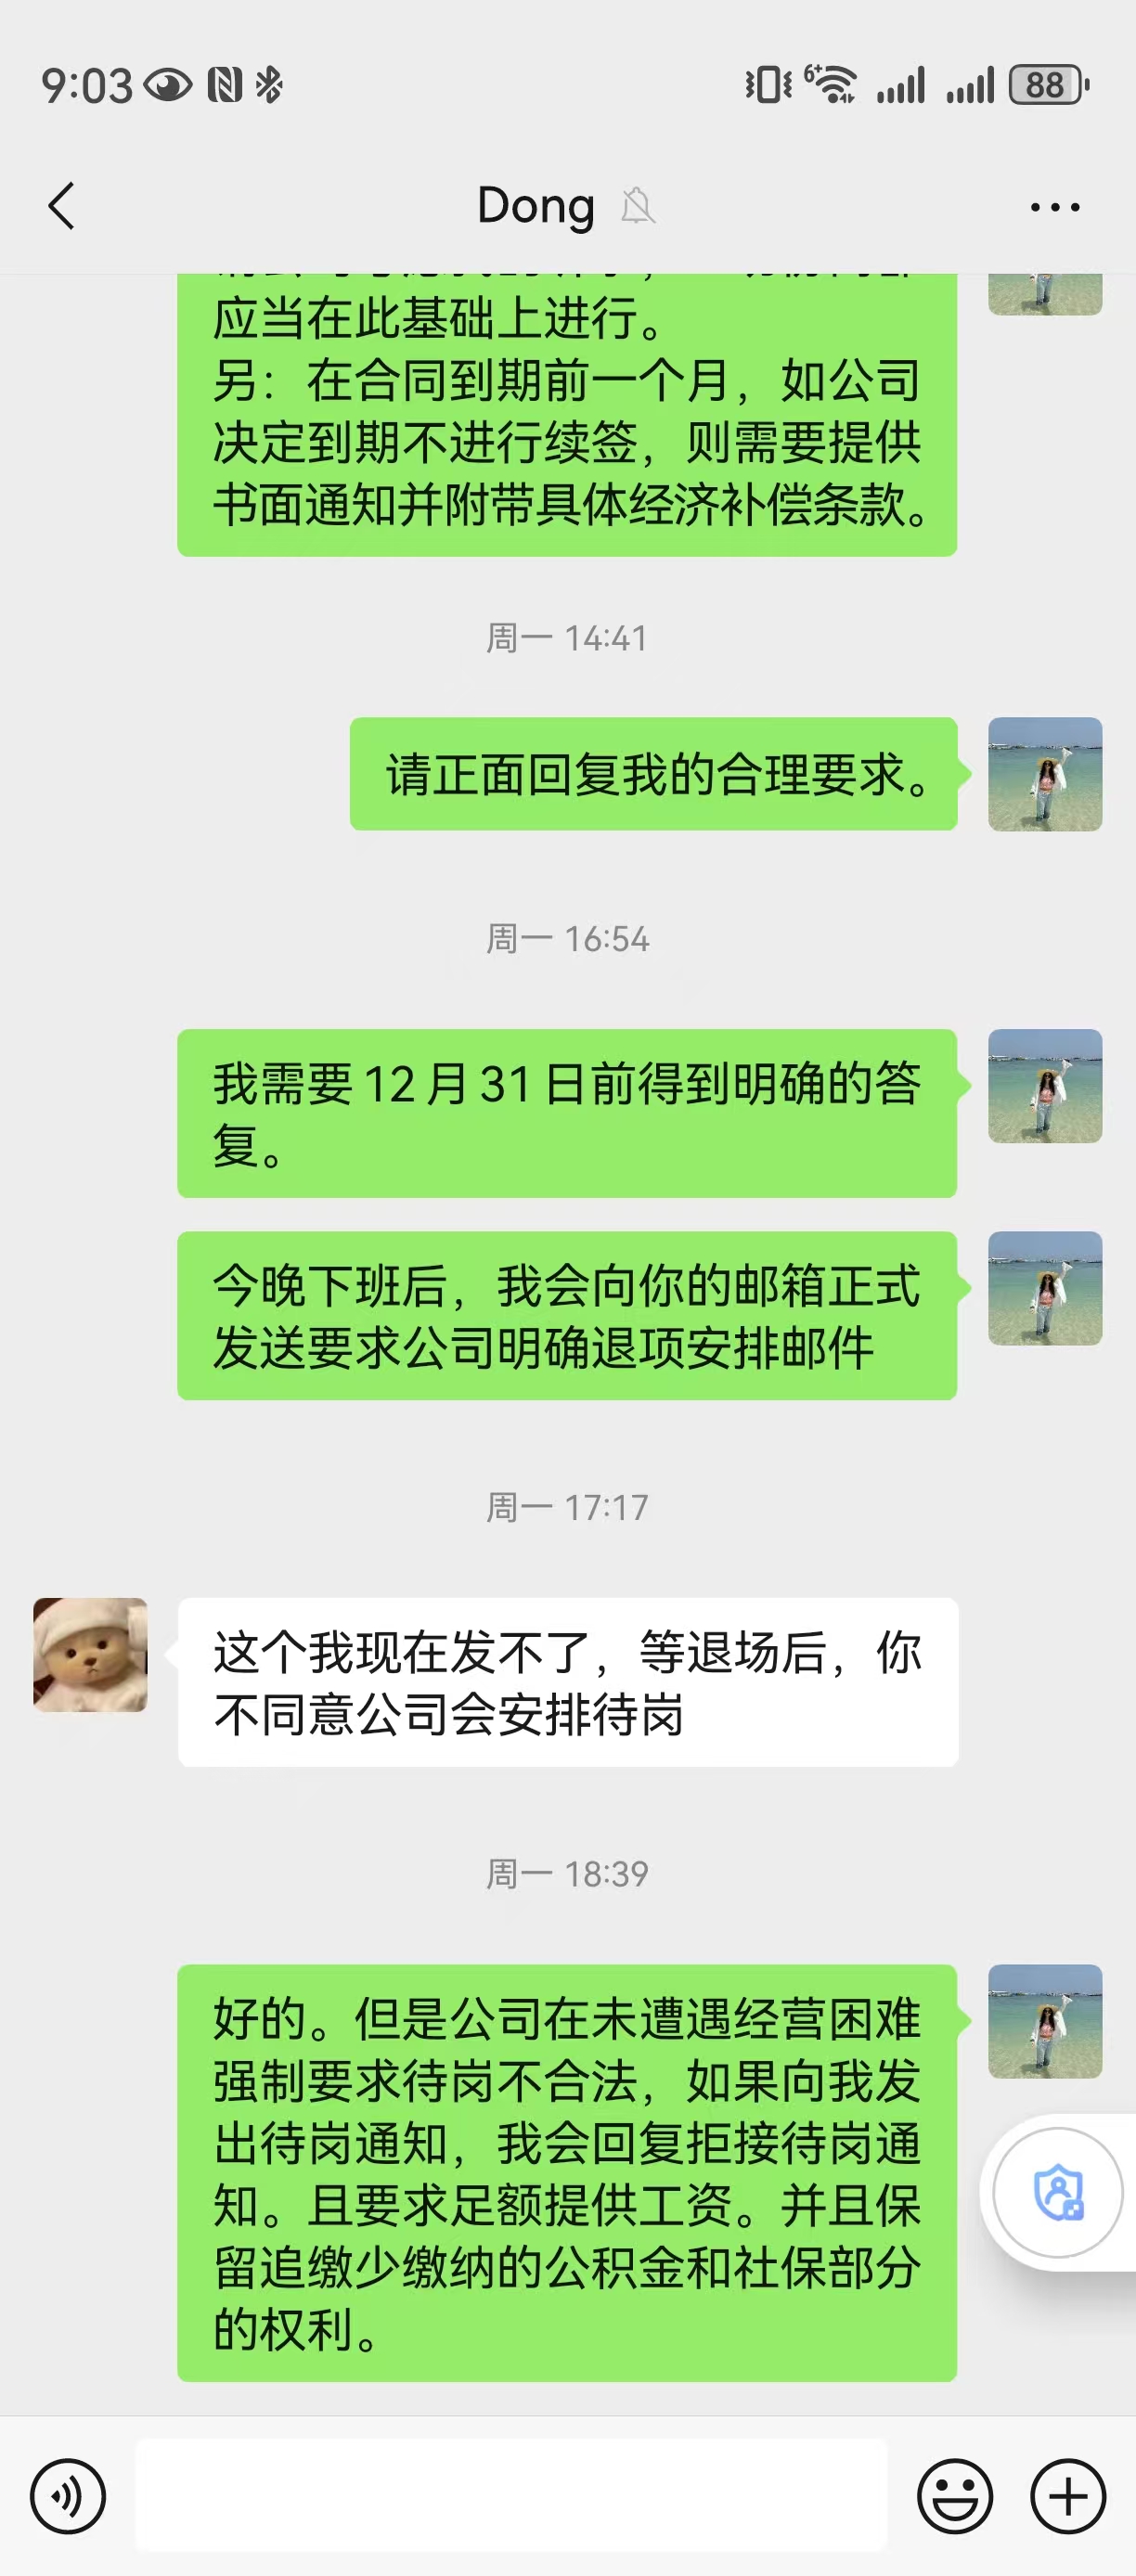 9:03
6+
88
Dong
应当在此基础上进行。
另：在合同到期前一个月，如公司
决定到期不进行续签，则需要提供
书面通知并附带具体经济补偿条款。
周一 14:41
请正面回复我的合理要求。
周一 16:54
我需要 12 月 31 日前得到明确的答
复。
今晚下班后，我会向你的邮箱正式
发送要求公司明确退项安排邮件
周一 17:17
这个我现在发不了，等退场后，你
不同意公司会安排待岗
周一 18:39
好的。但是公司在未遭遇经营困难
强制要求待岗不合法，如果向我发
出待岗通知，我会回复拒接待岗通
知。且要求足额提供工资。并且保
留追缴少缴纳的公积金和社保部分
的权利。